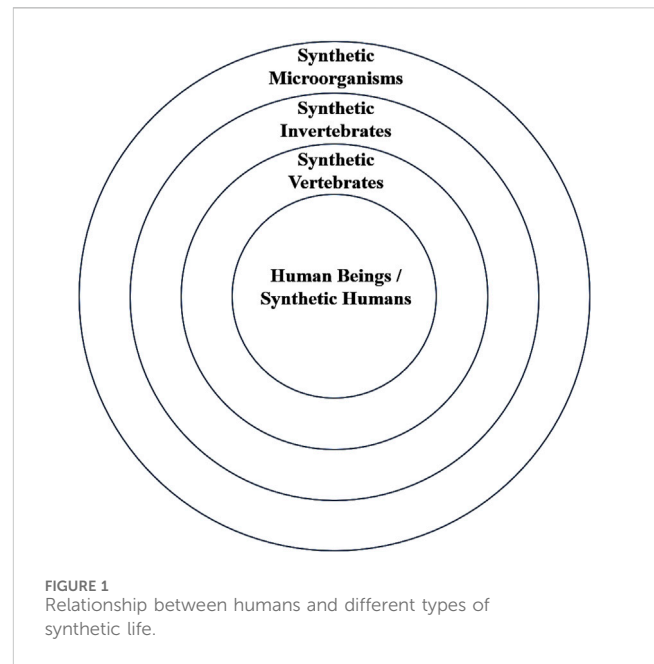 Synthetic
Microorganisms
Synthetic
Invertebrates
Synthetic
Vertebrates
Human Beings /
Synthetic Humans
FIGURE 1
Relationship between humans and different types of
synthetic life.